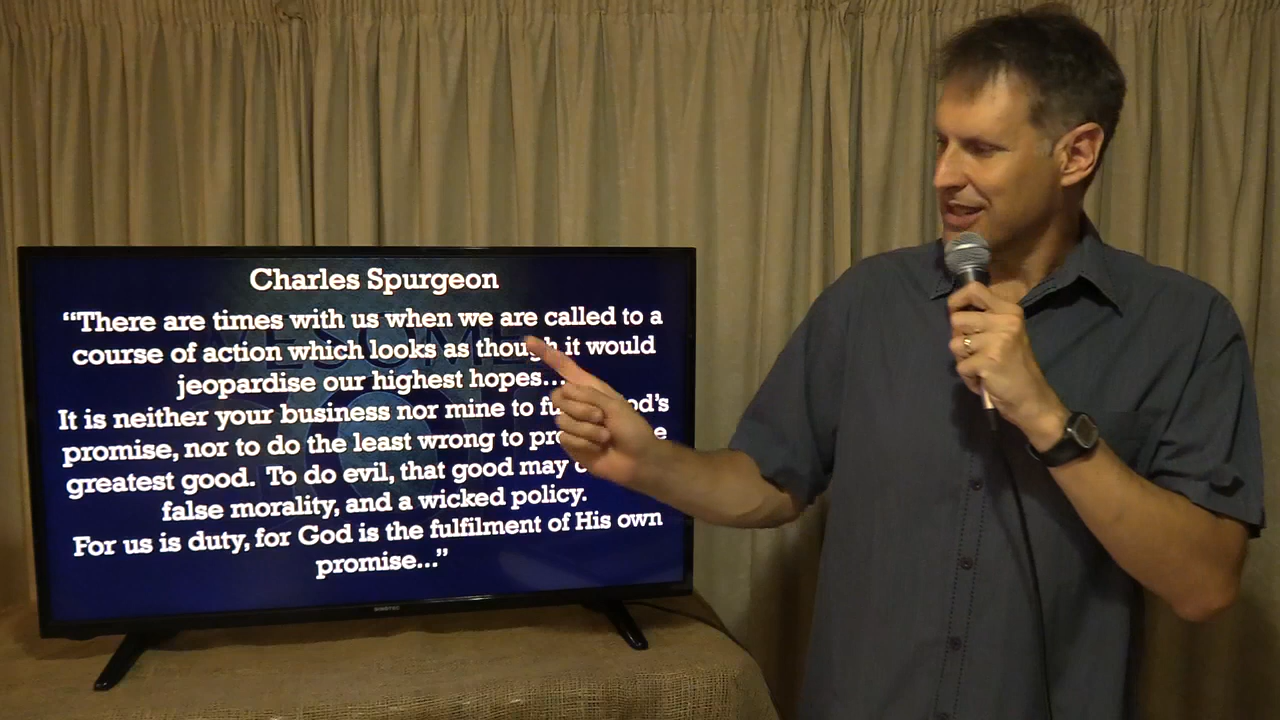 Charles Spurgeon
“There are times with us when we are called to a
course of action which looks as though it would
jeopardise our highest hopes...
It is neither your business nor mine to God’s
promise, nor to do the least wrong to
greatest good. To do evil, that good may
false morality, and a wicked policy.
For us is duty, for God is the fulfilment of His own
promise...”